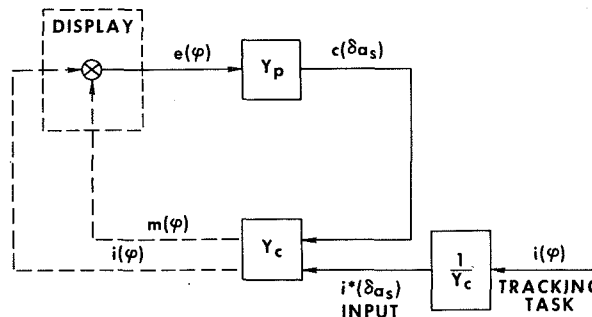 DISPLAY
e(φ)
Yp
c(δas)
m(φ)
i(φ)
Yc
i*(δas)
INPUT
1
Yc
i(φ)
TRACKING
TASK